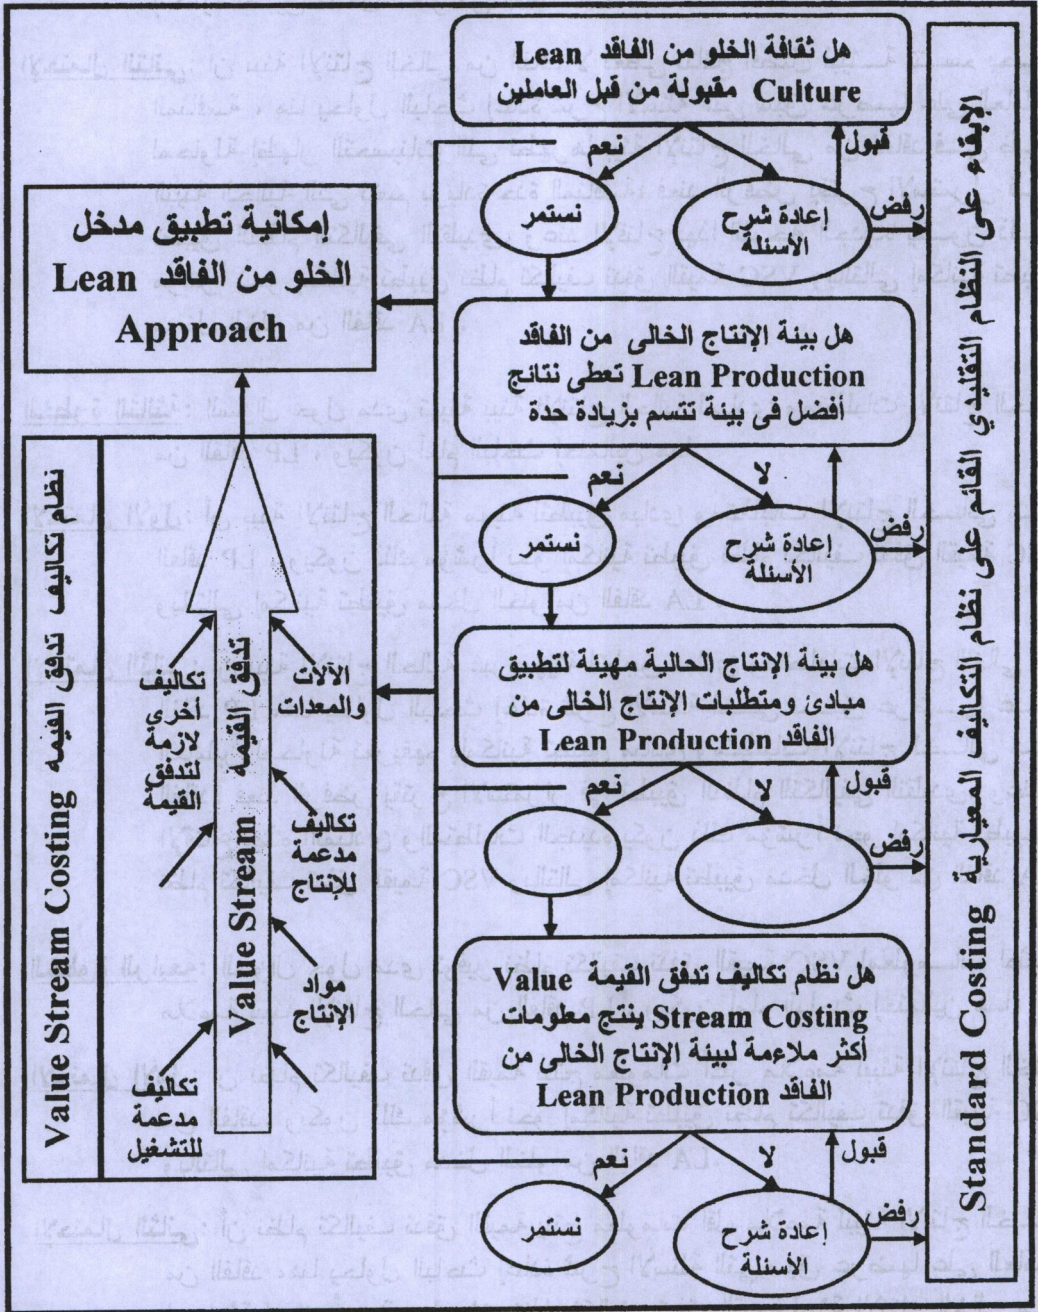 هل ثقافة الخلو من الفاقد Lean
Culture مقبولة من قبل العاملين
نعم
قبول
نستمر
إعادة شرح
الأسئلة
رفض
هل بيئة الإنتاج الخالى من الفاقد
Lean Production تعطى نتائج
أفضل فى بيئة تتسم بزيادة حدة
نعم
لا
نستمر
إعادة شرح
الأسئلة
رفض
هل بيئة الإنتاج الحالية مهيئة لتطبيق
مبادئ ومتطلبات الإنتاج الخالى من
الفاقد Lean Production
نعم
لا
قبول
رفض
هل نظام تكاليف تدفق القيمة Value
Stream Costing ينتج معلومات
أكثر ملاءمة لبيئة الإنتاج الخالى من
الفاقد Lean Production
نعم
لا
قبول
نستمر
إعادة شرح
الأسئلة
رفض
الإبقاء على النظام التقليدي القائم على نظام التكاليف المعيارية Standard Costing
إمكانية تطبيق مدخل
الخلو من الفاقد Lean
Approach
الآلات
والمعدات
تكاليف
مدعمة
للإنتاج
مواد
الإنتاج
تدفق القيمة Value Stream
تكاليف
أخرى
لازمة
لتدفق
القيمة
تكاليف
مدعمة
للتشغيل
نظام تكاليف تدفق القيمه Value Stream Costing